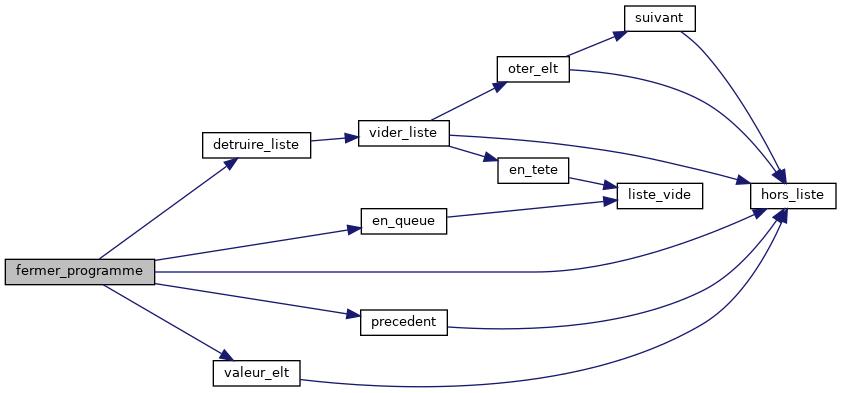 suivant
oter_elt
vider_liste
detruire_liste
en_tete
liste_vide
hors_liste
en_queue
fermer_programme
precedent
valeur_elt